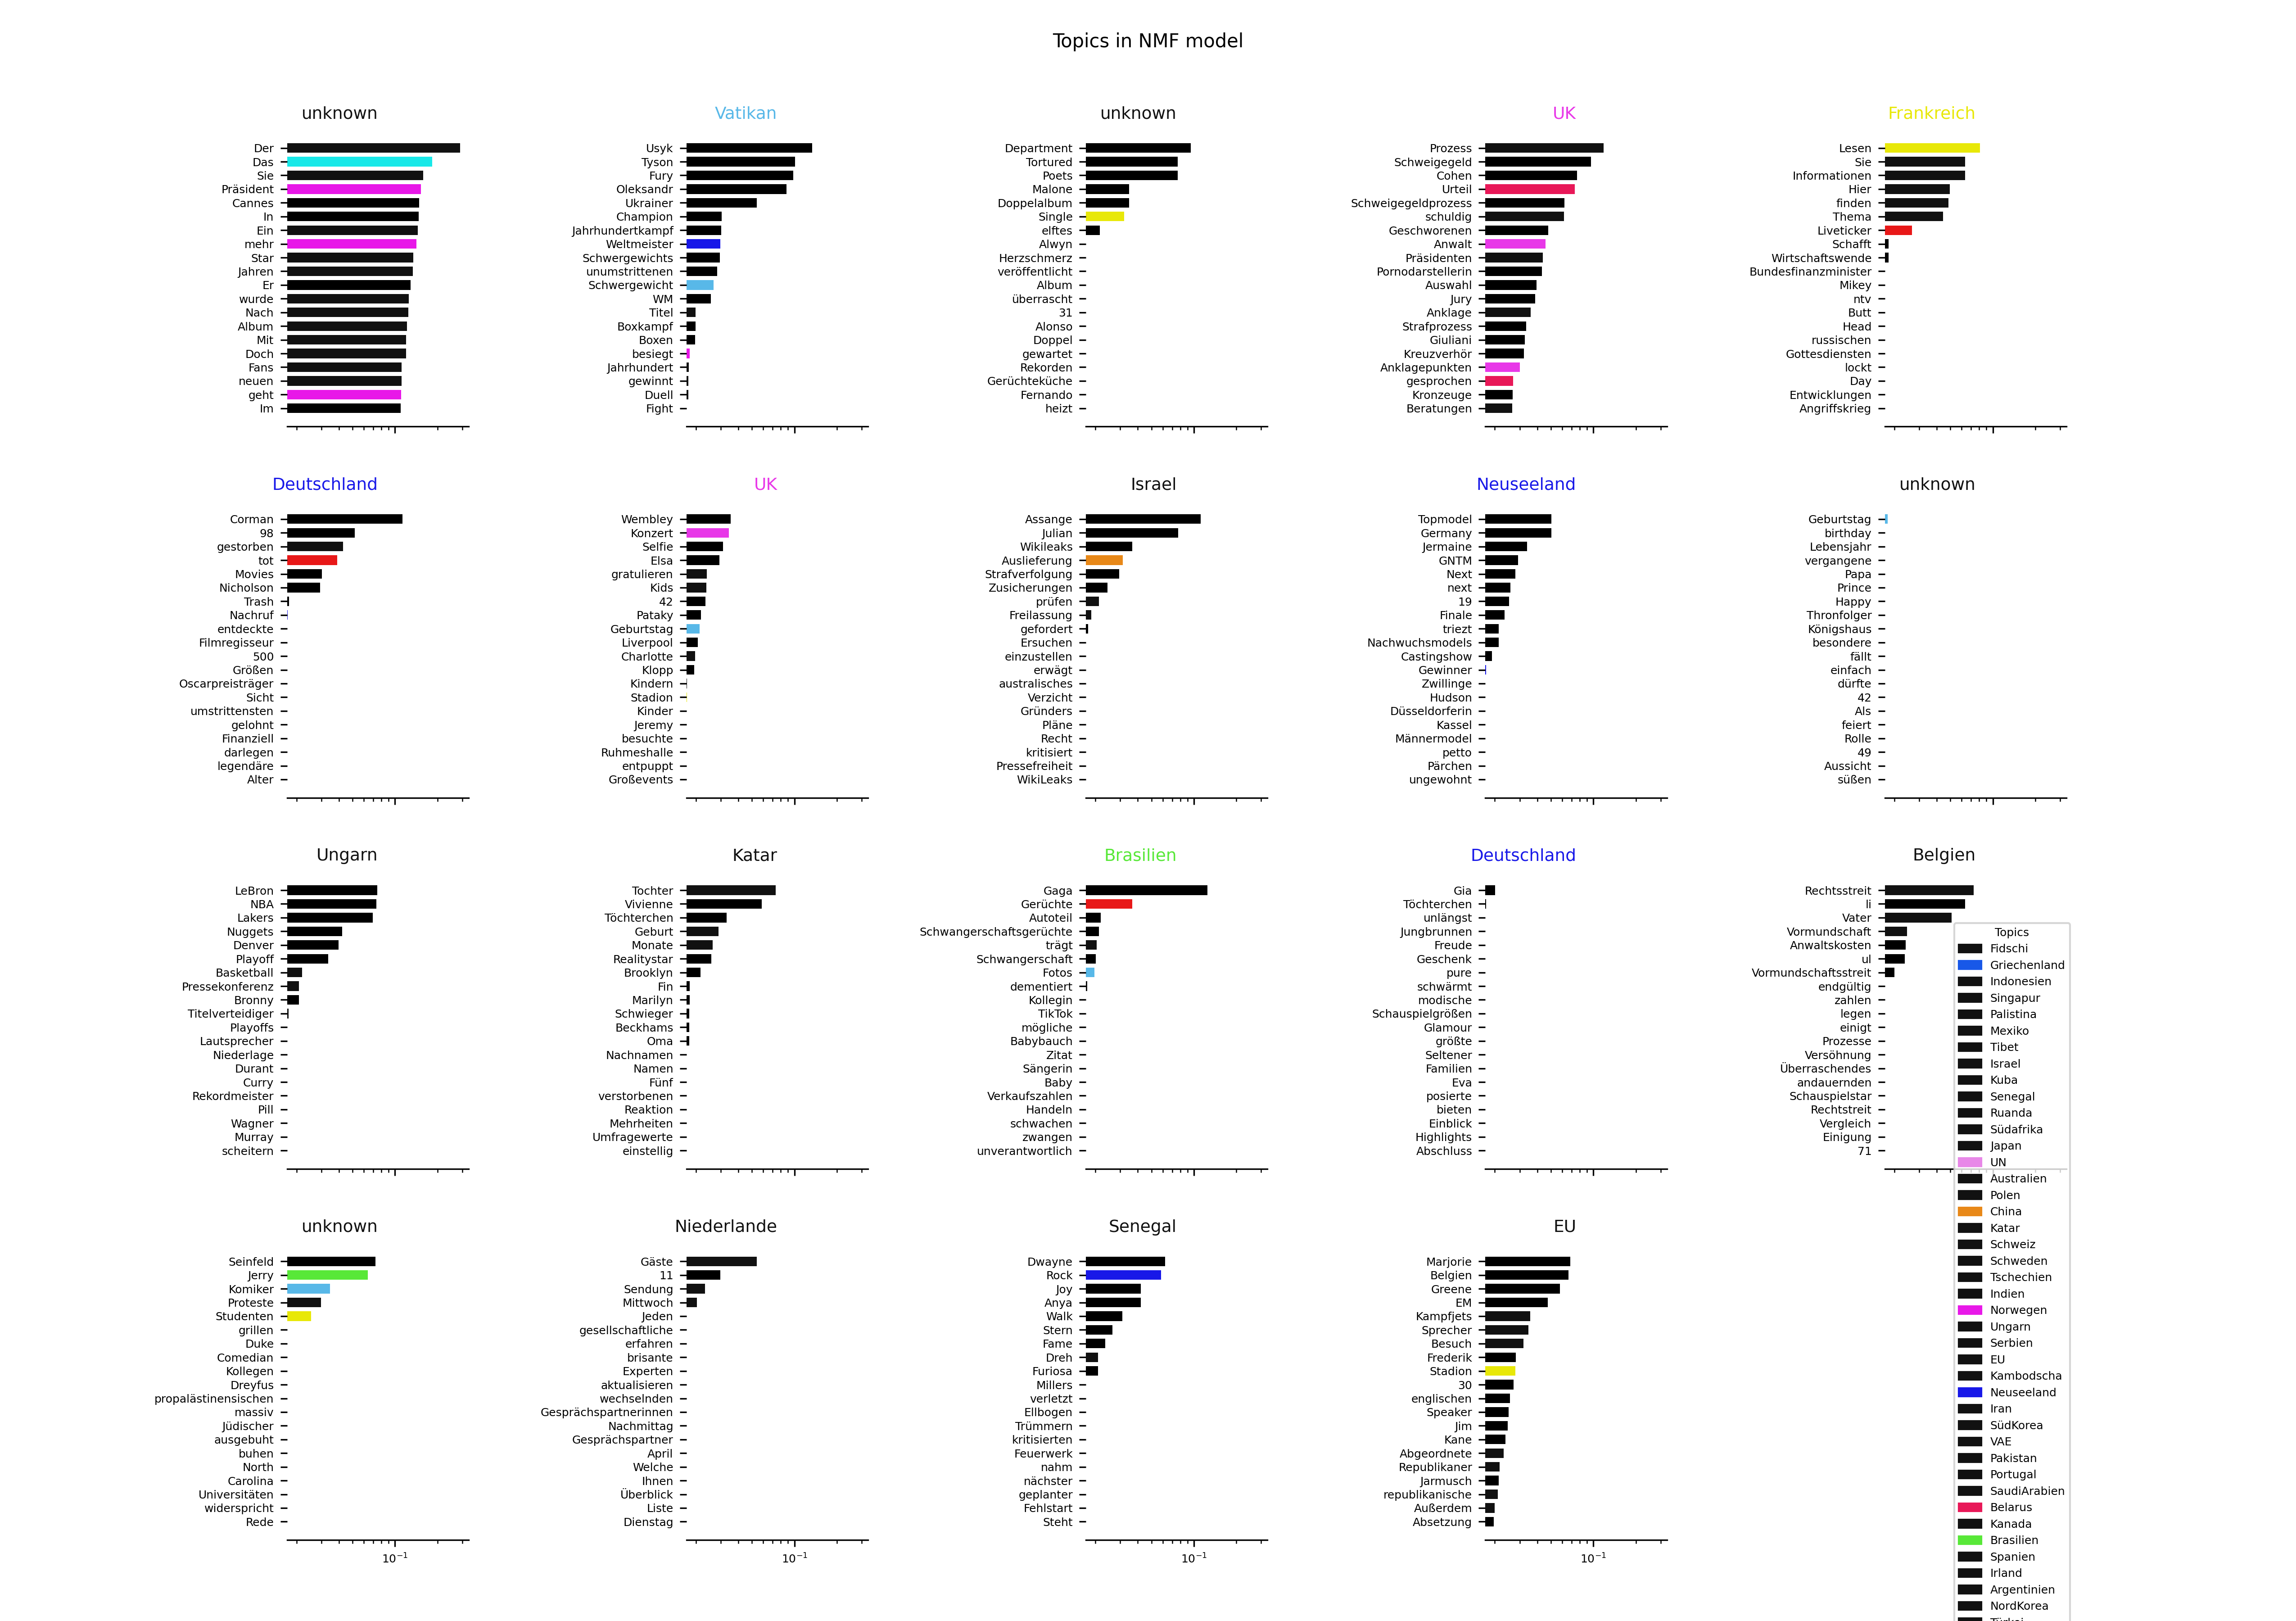 Topics in NMF model
unknown
Der
Das
Sie
Präsident
Cannes
In
Ein
mehr
Star
Jahren
Er
wurde
Nach
Album
Mit
Doch
Fans
neuen
geht
Im
Vatikan
Usyk
Tyson
Fury
Oleksandr
Ukrainer
Champion
Jahrhundertkampf
Weltmeister
Schwergewichts
unumstrittenen
Schwergewicht
WM
Titel
Boxkampf
Boxen
besiegt
Jahrhundert
gewinnt
Duell
Fight
unknown
Department
Tortured
Poets
Malone
Doppelalbum
Single
elftes
Alwyn
Herzschmerz
veröffentlicht
Album
überrascht
31
Alonso
Doppel
gewartet
Rekorden
Gerüchteküche
Fernando
heizt
UK
Prozess
Schweigegeld
Cohen
Urteil
Schweigegeldprozess
schuldig
Geschworenen
Anwalt
Präsidenten
Pornodarstellerin
Auswahl
Jury
Anklage
Strafprozess
Giuliani
Kreuzverhör
Anklagepunkten
gesprochen
Kronzeuge
Beratungen
Frankreich
Lesen
Sie
Informationen
Hier
finden
Thema
Liveticker
Schafft
Wirtschaftswende
Bundesfinanzminister
Mikey
ntv
Butt
Head
russischen
Gottesdiensten
lockt
Day
Entwicklungen
Angriffskrieg
Deutschland
Corman
98
gestorben
tot
Movies
Nicholson
Trash
Nachruf
entdeckte
Filmregisseur
500
Größen
Oscarpreisträger
Sicht
umstrittensten
gelohnt
Finanziell
darlegen
legendäre
Alter
UK
Wembley
Konzert
Selfie
Elsa
gratulieren
Kids
42
Pataky
Geburtstag
Liverpool
Charlotte
Klopp
Kindern
Stadion
Kinder
Jeremy
besuchte
Ruhmeshalle
entpuppt
Großevents
Israel
Assange
Julian
Wikileaks
Auslieferung
Strafverfolgung
Zusicherungen
prüfen
Freilassung
gefordert
Ersuchen
einzustellen
erwägt
australisches
Verzicht
Gründers
Pläne
Recht
kritisiert
Pressefreiheit
WikiLeaks
Neuseeland
Topmodel
Germany
Jermaine
GNTM
Next
next
19
Finale
triezt
Nachwuchsmodels
Castingshow
Gewinner
Zwillinge
Hudson
Düsseldorferin
Kassel
Männermodel
petto
Pärchen
ungewohnt
unknown
Geburtstag
birthday
Lebensjahr
vergangene
Papa
Prince
Happy
Thronfolger
Königshaus
besondere
fällt
einfach
dürfte
42
Als
feiert
Rolle
49
Aussicht
süßen
Ungarn
LeBron
NBA
Lakers
Nuggets
Denver
Playoff
Basketball
Pressekonferenz
Bronny
Titelverteidiger
Playoffs
Lautsprecher
Niederlage
Durant
Curry
Rekordmeister
Pill
Wagner
Murray
scheitern
Katar
Tochter
Vivienne
Töchterchen
Geburt
Monate
Realitystar
Brooklyn
Fin
Marilyn
Schwieger
Beckhams
Oma
Nachnamen
Namen
Fünf
verstorbenen
Reaktion
Mehrheiten
Umfragewerte
einstellig
Brasilien
Gaga
Gerüchte
Autoteil
Schwangerschaftsgerüchte
trägt
Schwangerschaft
Fotos
dementiert
Kollegin
TikTok
mögliche
Babybauch
Zitat
Sängerin
Baby
Verkaufszahlen
Handeln
schwachen
zwangen
unverantwortlich
Deutschland
Gia
Töchterchen
unlängst
Jungbrunnen
Freude
Geschenk
pure
schwärmt
modische
Schauspielgrößen
Glamour
größte
Seltener
Familien
Eva
posierte
bieten
Einblick
Highlights
Abschluss
Belgien
Rechtsstreit
li
Vater
Vormundschaft
Anwaltskosten
ul
Vormundschaftsstreit
endgültig
zahlen
legen
einigt
Prozesse
Versöhnung
Überraschendes
andauernden
Schauspielstar
Rechtstreit
Vergleich
Einigung
71
unknown
Seinfeld
Jerry
Komiker
Proteste
Studenten
grillen
Duke
Comedian
Kollegen
Dreyfus
propalästinensischen
massiv
Jüdischer
ausgebuht
buhen
North
Carolina
Universitäten
widerspricht
Rede
10⁻¹
Niederlande
Gäste
11
Sendung
Mittwoch
Jeden
gesellschaftliche
erfahren
brisante
Experten
aktualisieren
wechselnden
Gesprächspartnerinnen
Nachmittag
Gesprächspartner
April
Welche
Ihnen
Überblick
Liste
Dienstag
10⁻¹
Senegal
Dwayne
Rock
Joy
Anya
Walk
Stern
Fame
Dreh
Furiosa
Millers
verletzt
Ellbogen
Trümmern
kritisierten
Feuerwerk
nahm
nächster
geplanter
Fehlstart
Steht
10⁻¹
EU
Marjorie
Belgien
Greene
EM
Kampfjets
Sprecher
Besuch
Frederik
Stadion
30
englischen
Speaker
Jim
Kane
Abgeordnete
Republikaner
Jarmusch
republikanische
Außerdem
Absetzung
10⁻¹
Topics
Fidschi
Griechenland
Indonesien
Singapur
Palistina
Mexiko
Tibet
Israel
Kuba
Senegal
Ruanda
Südafrika
Japan
UN
Australien
Polen
China
Katar
Schweiz
Schweden
Tschechien
Indien
Norwegen
Ungarn
Serbien
EU
Kambodscha
Neuseeland
Iran
SüdKorea
VAE
Pakistan
Portugal
SaudiArabien
Belarus
Kanada
Brasilien
Spanien
Irland
Argentinien
NordKorea